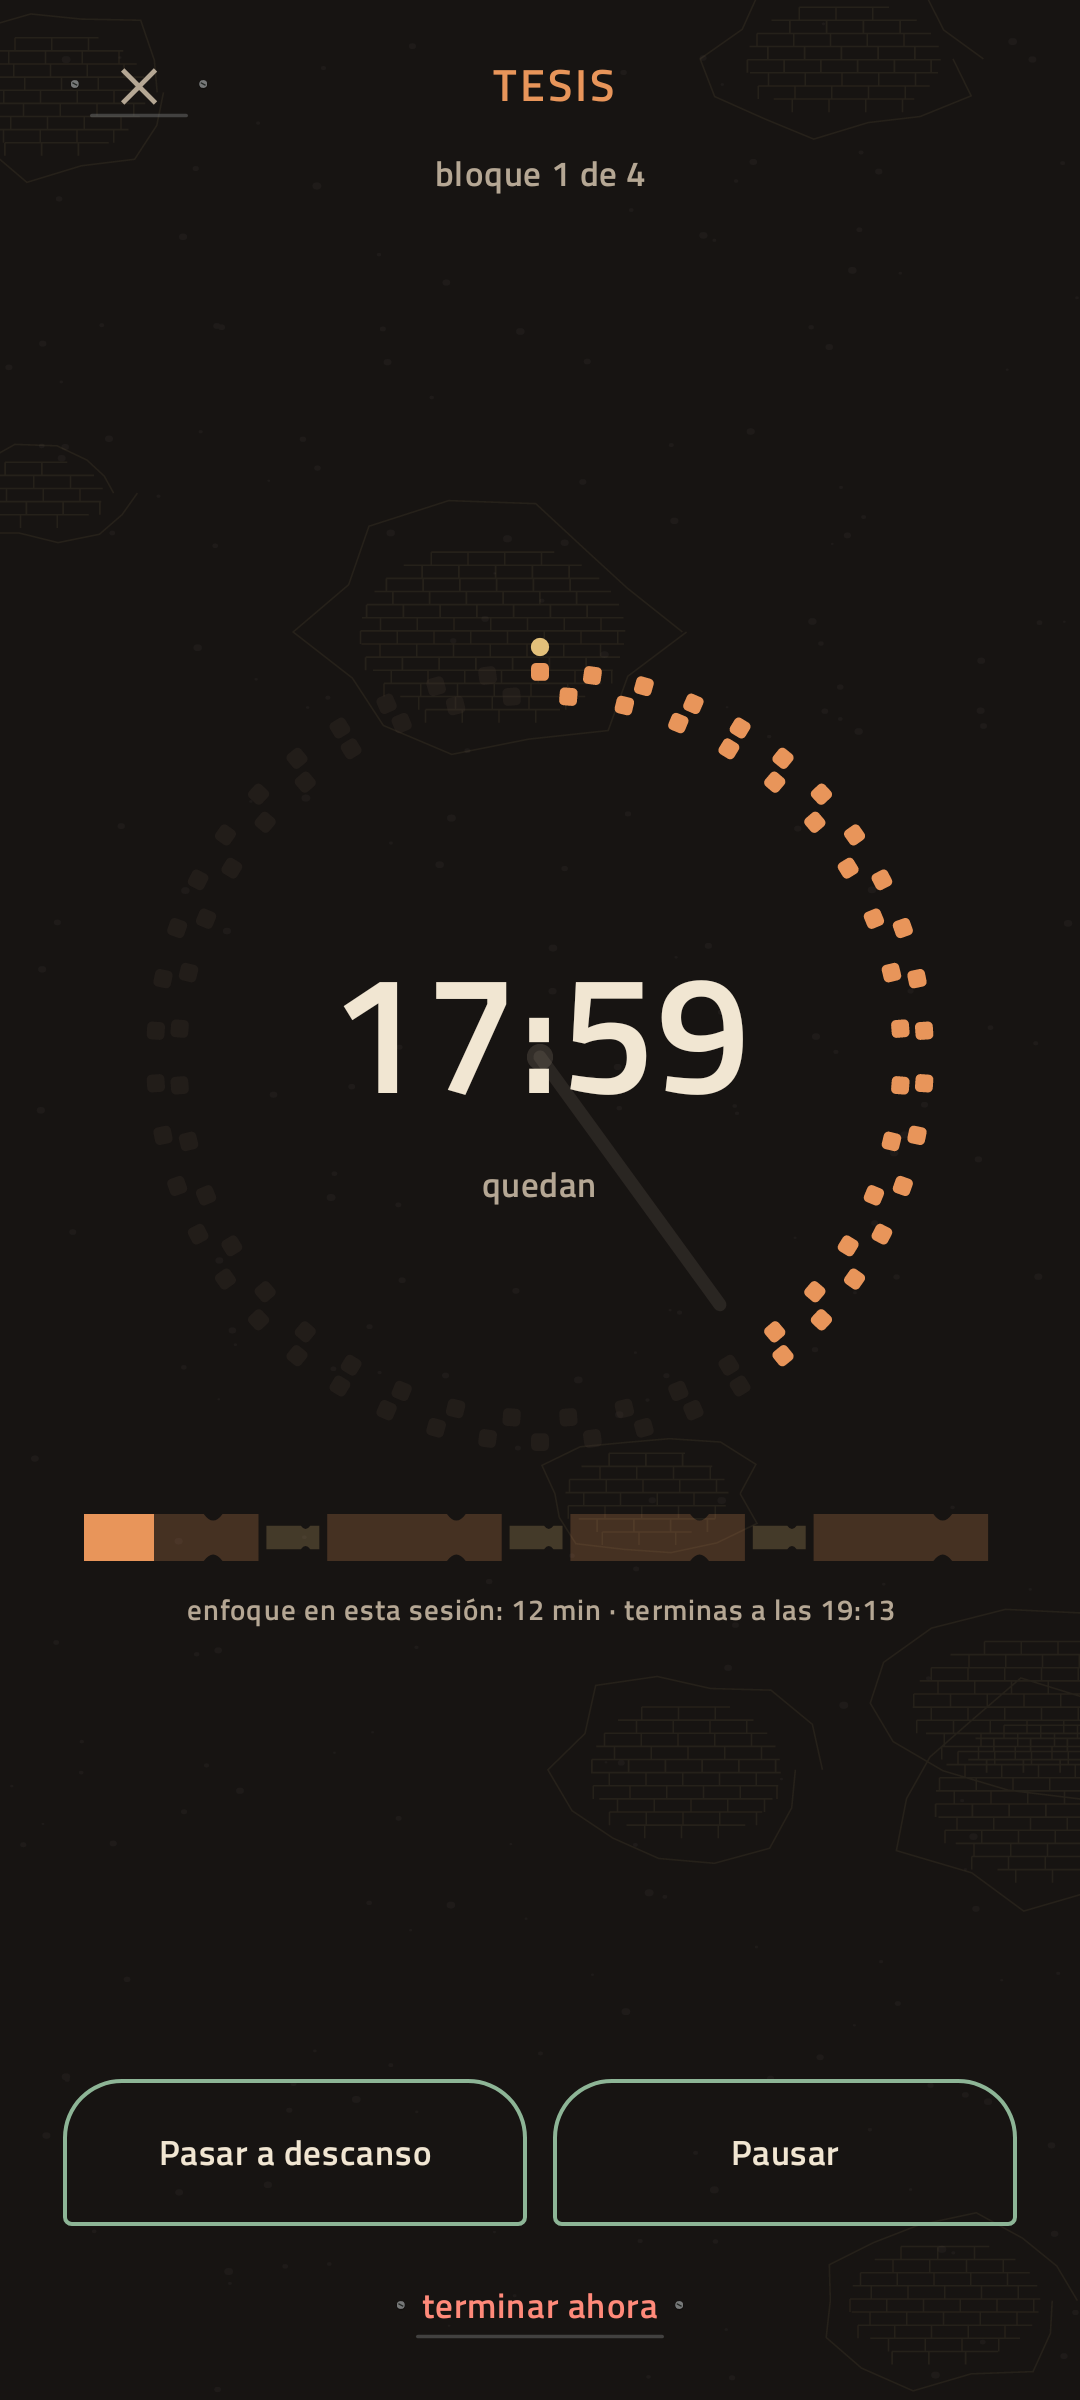 TESIS
bloque 1 de 4
17:59
quedan
enfoque en esta sesión: 12 min · terminas a las 19:13
Pasar a descanso
Pausar
terminar ahora